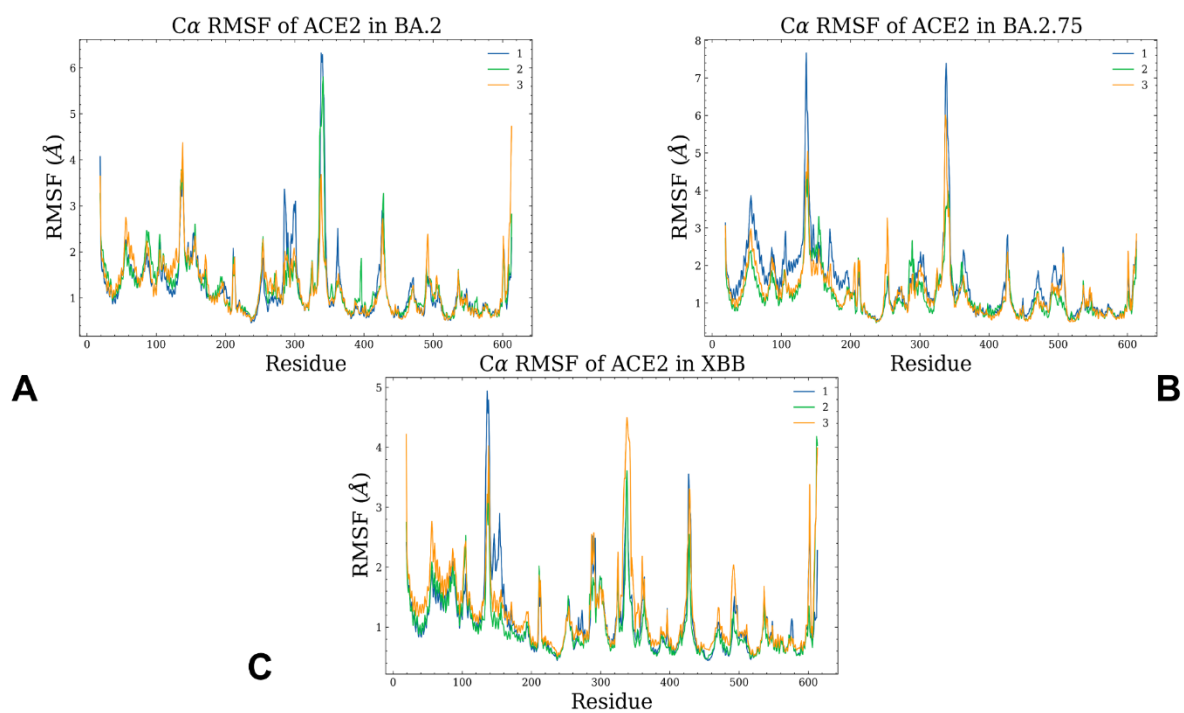 Cα RMSF of ACE2 in BA.2
RMSF (Å)
6
5
4
3
2
1
1
2
3
0 100 200 300 400 500 600
Residue
A
Cα RMSF of ACE2 in BA.2.75
RMSF (Å)
8
7
6
5
4
3
2
1
1
2
3
0 100 200 300 400 500 600
Residue
B
Cα RMSF of ACE2 in XBB
RMSF (Å)
5
4
3
2
1
1
2
3
0 100 200 300 400 500 600
Residue
C